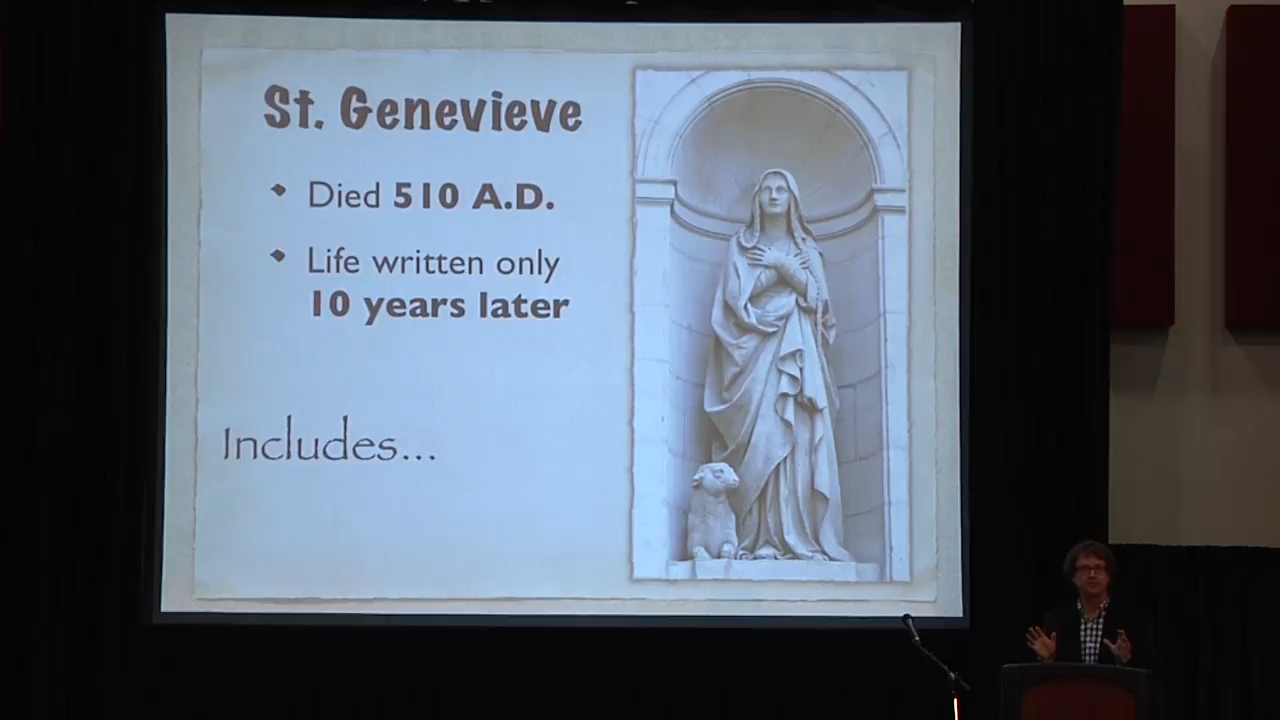 St. Genevieve
Died 510 A.D.
Life written only
10 years later
Includes...